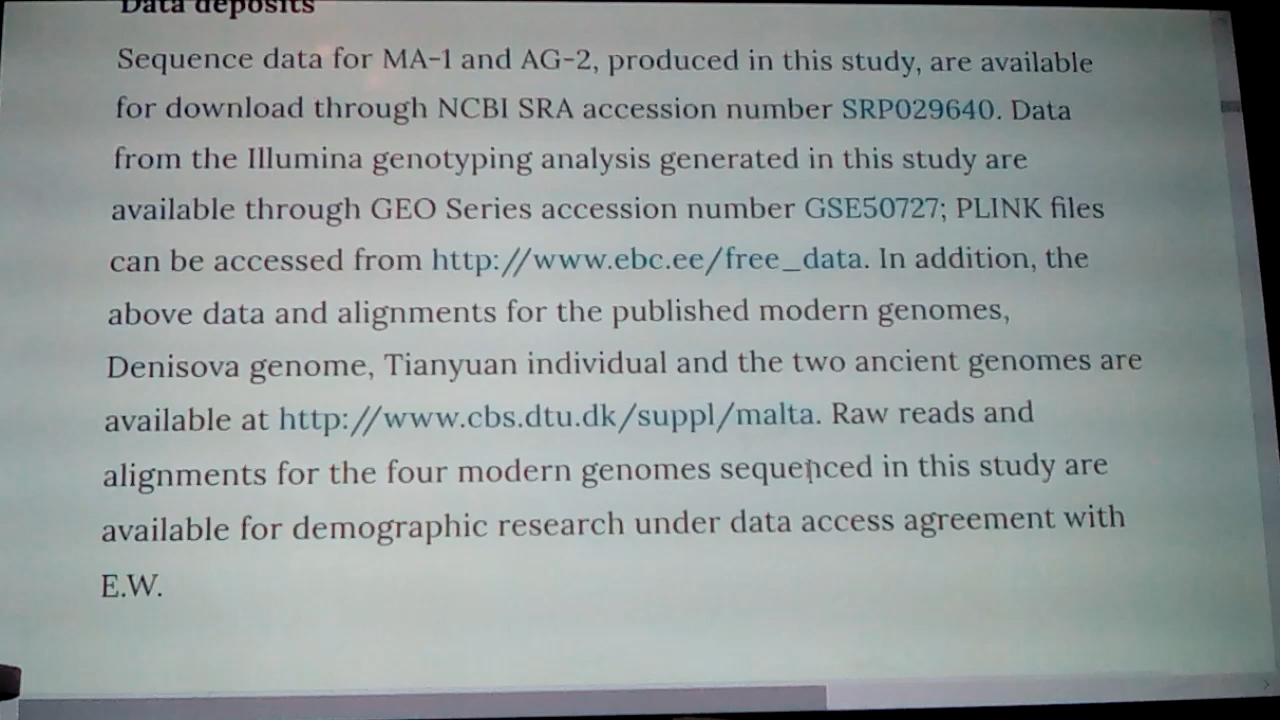 Data deposits
Sequence data for MA-1 and AG-2, produced in this study, are available
for download through NCBI SRA accession number SRP029640. Data
from the Illumina genotyping analysis generated in this study are
available through GEO Series accession number GSE50727; PLINK files
can be accessed from http://www.ebc.ee/free_data. In addition, the
above data and alignments for the published modern genomes,
Denisova genome, Tianyuan individual and the two ancient genomes are
available at http://www.cbs.dtu.dk/suppl/malta. Raw reads and
alignments for the four modern genomes sequenced in this study are
available for demographic research under data access agreement with
E.W.